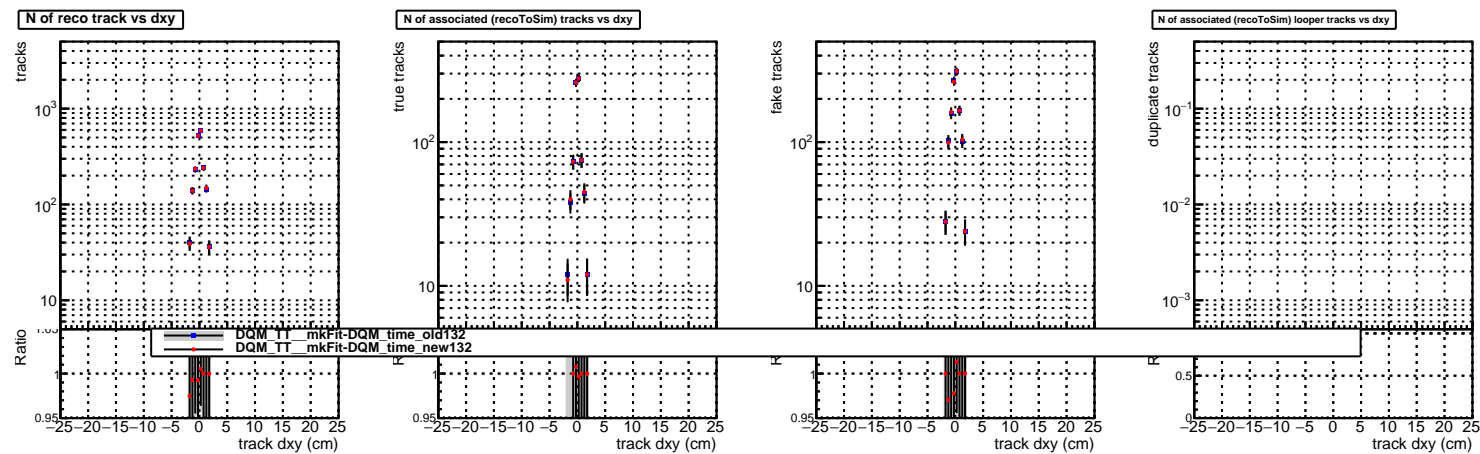 N of reco track vs dxy
tracks
10³
10²
10
Ratio
1
0.95
−25−20−15−10−5 0 5 10 15 20 25
track dxy (cm)
N of associated (recoToSim) tracks vs dxy
true tracks
10²
10
1
0.95
−25−20−15−10−5 0 5 10 15 20 25
track dxy (cm)
fake tracks
10²
10
1
0.95
−25−20−15−10−5 0 5 10 15 20 25
track dxy (cm)
N of associated (recoToSim) looper tracks vs dxy
duplicate tracks
10⁻¹
10⁻²
10⁻³
0.5
0
−25−20−15−10−5 0 5 10 15 20 25
track dxy (cm)
DQM_TT__mkFit-DQM_time_old132
DQM_TT__mkFit-DQM_time_new132